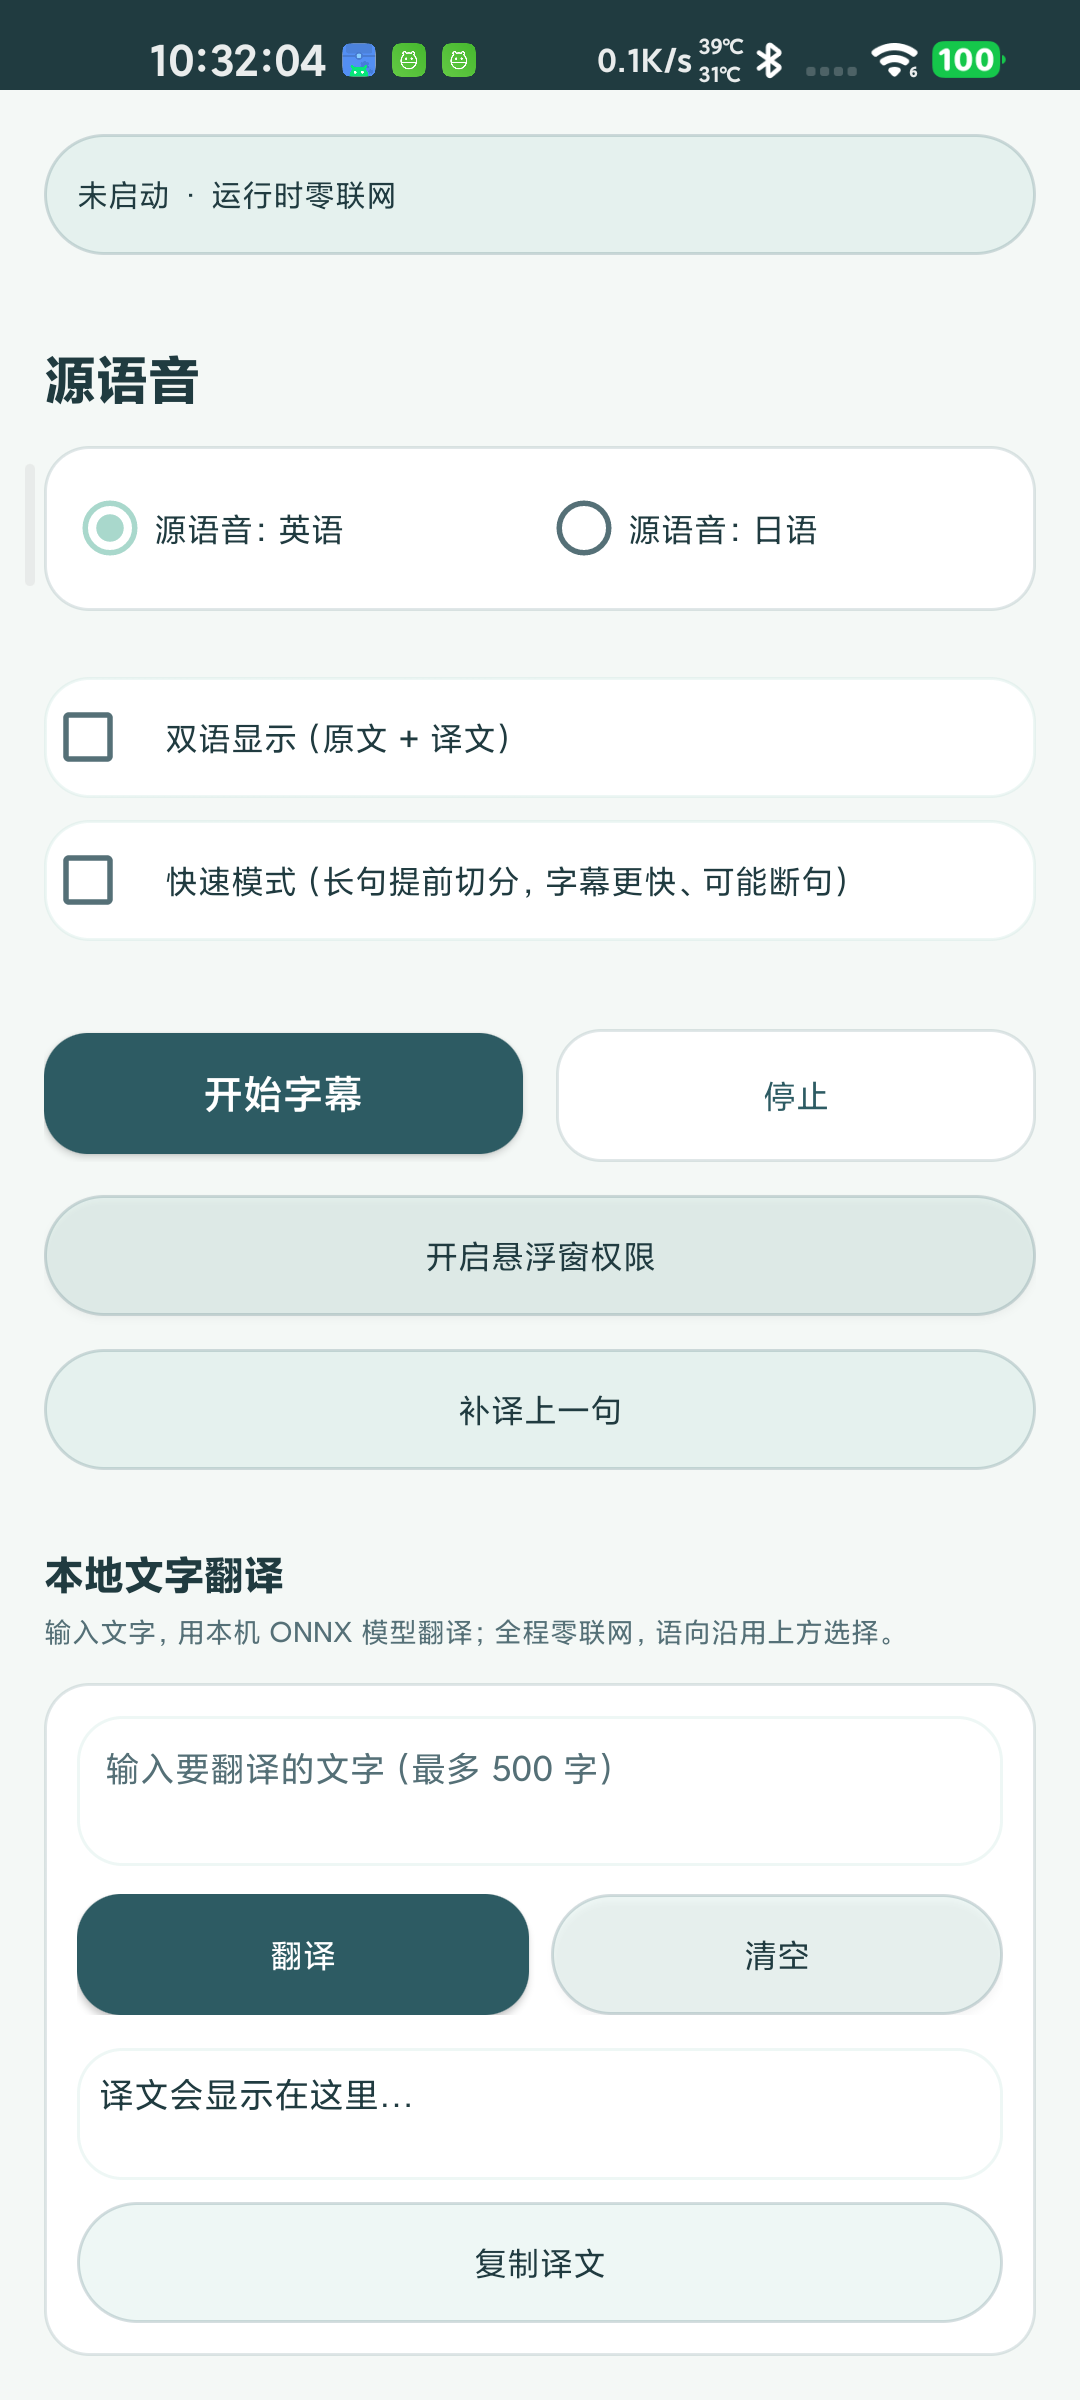 10:32:04 0.1K/s 39℃ 31℃ 6 100
未启动 · 运行时零联网
源语音
源语音: 英语 源语音: 日语
双语显示 (原文 + 译文)
快速模式 (长句提前切分, 字幕更快、可能断句)
开始字幕 停止
开启悬浮窗权限
补译上一句
本地文字翻译
输入文字, 用本机 ONNX 模型翻译; 全程零联网, 语向沿用上方选择。
输入要翻译的文字 (最多 500 字)
翻译 清空
译文会显示在这里...
复制译文